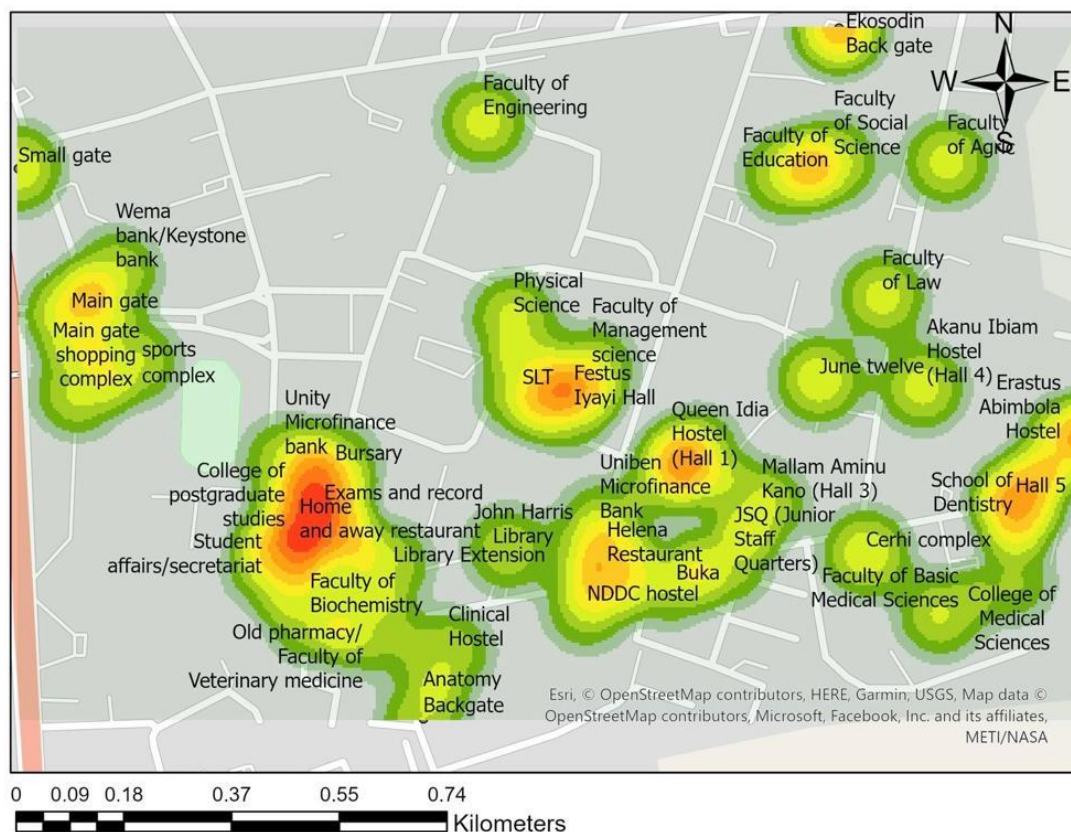 Ekosodin
Back gate
N
W
E
S
Faculty of
Engineering
Faculty
of Social
Science
Faculty of
Education
Faculty
of Agric
Small gate
Wema
bank/Keystone
bank
Main gate
Main gate
shopping
complex
sports
complex
Physical
Science
Faculty of
Management
science
SLT
Festus
Iyayi Hall
Faculty
of Law
Akanu Ibiam
Hostel
(Hall 4)
June twelve
Erastus
Abimbola
Hostel
Unity
Microfinance
bank
Bursary
College of
postgraduate
studies
Exams and record
Home
and away restaurant
Student
affairs/secretariat
Queen Idia
Hostel
(Hall 1)
Uniben
Microfinance
Bank
Mallam Aminu
Kano (Hall 3)
School of
Dentistry
Hall 5
John Harris
Library
Library Extension
Helena
Restaurant
JSQ (Junior
Staff
Quarters)
Buka
NDDC hostel
Cerhi complex
Faculty of Basic
Medical Sciences
College of
Medical
Sciences
Faculty of
Biochemistry
Old pharmacy/
Faculty of
Veterinary medicine
Clinical
Hostel
Anatomy
Backgate
Esri, © OpenStreetMap contributors, HERE, Garmin, USGS, Map data ©
OpenStreetMap contributors, Microsoft, Facebook, Inc. and its affiliates,
METI/NASA
0 0.09 0.18 0.37 0.55 0.74
Kilometers